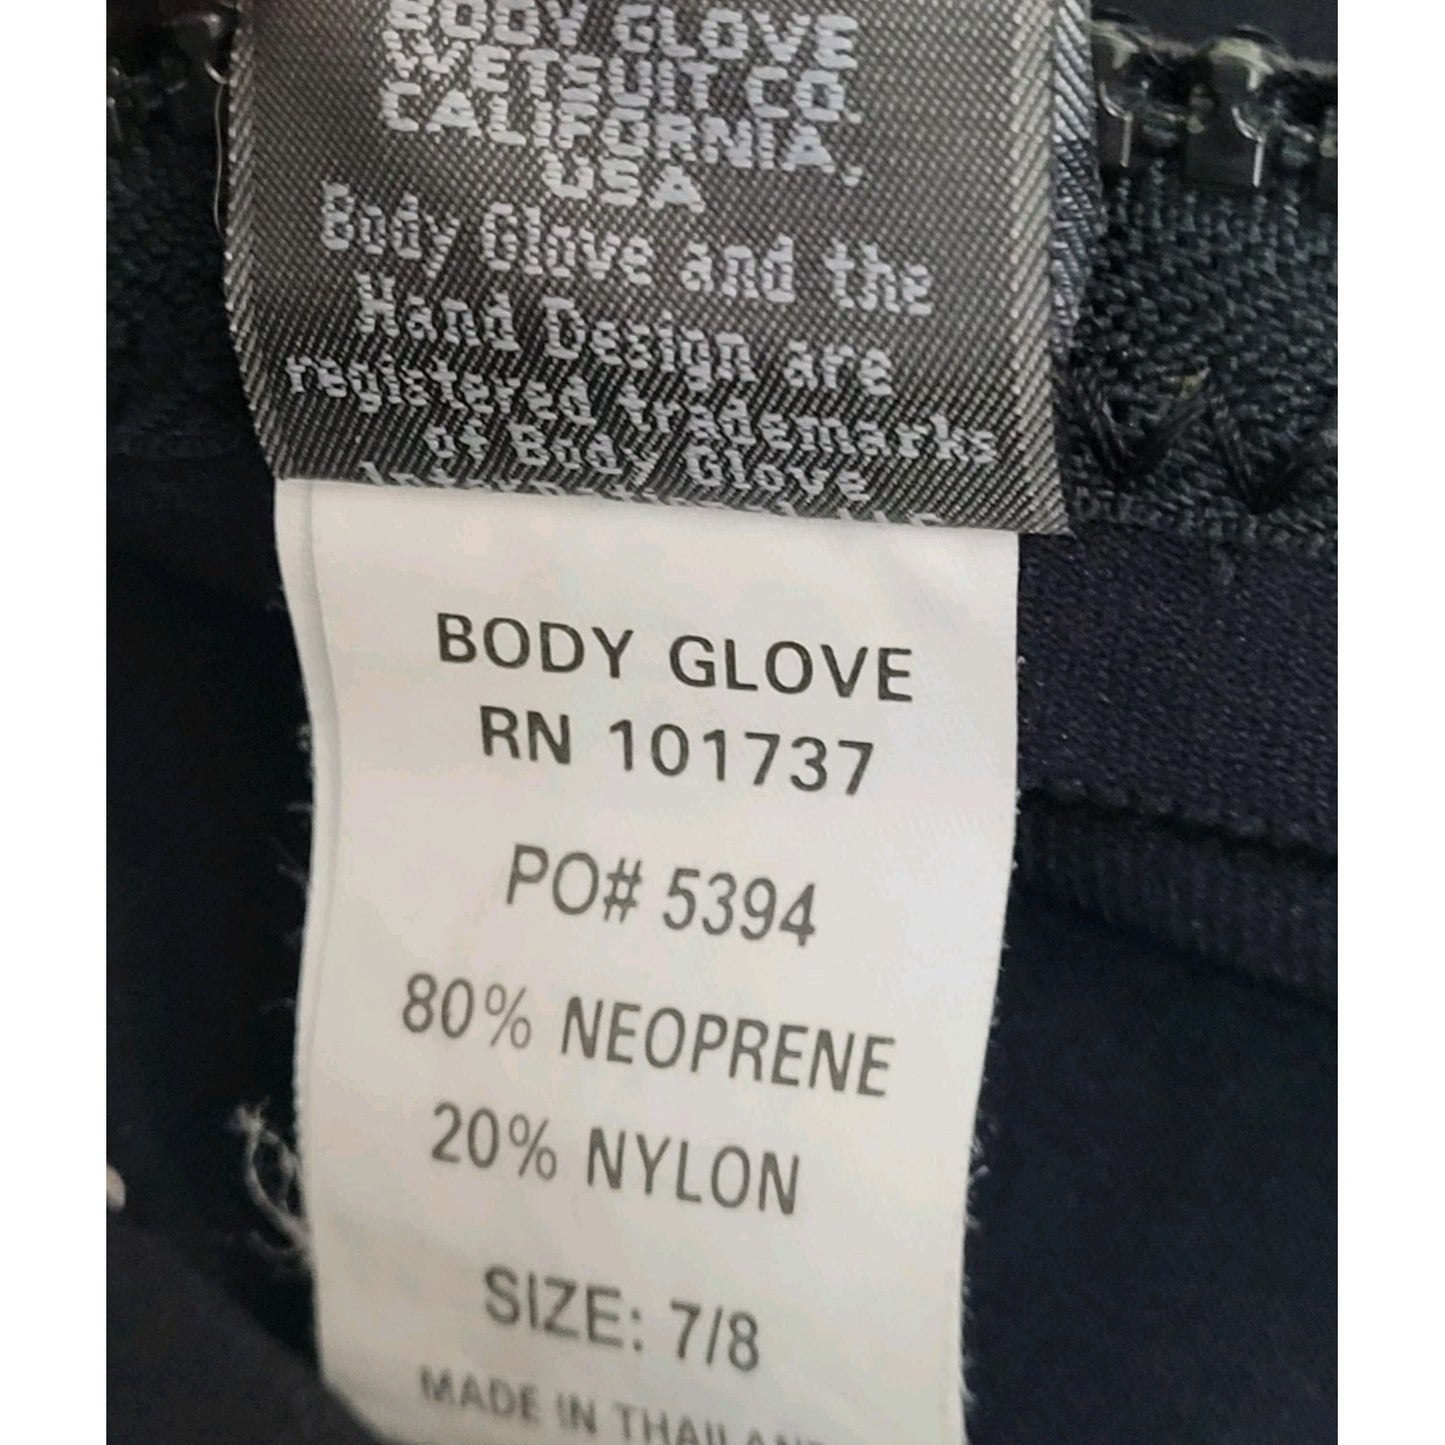 BODY GLOVE
WETSUIT CO.
CALIFORNIA,
USA
Body Glove and the
Hand Design are
registered trademarks
of Body Glove
BODY GLOVE
RN 101737
PO# 5394
80% NEOPRENE
20% NYLON
SIZE: 7/8
MADE IN THAILAND